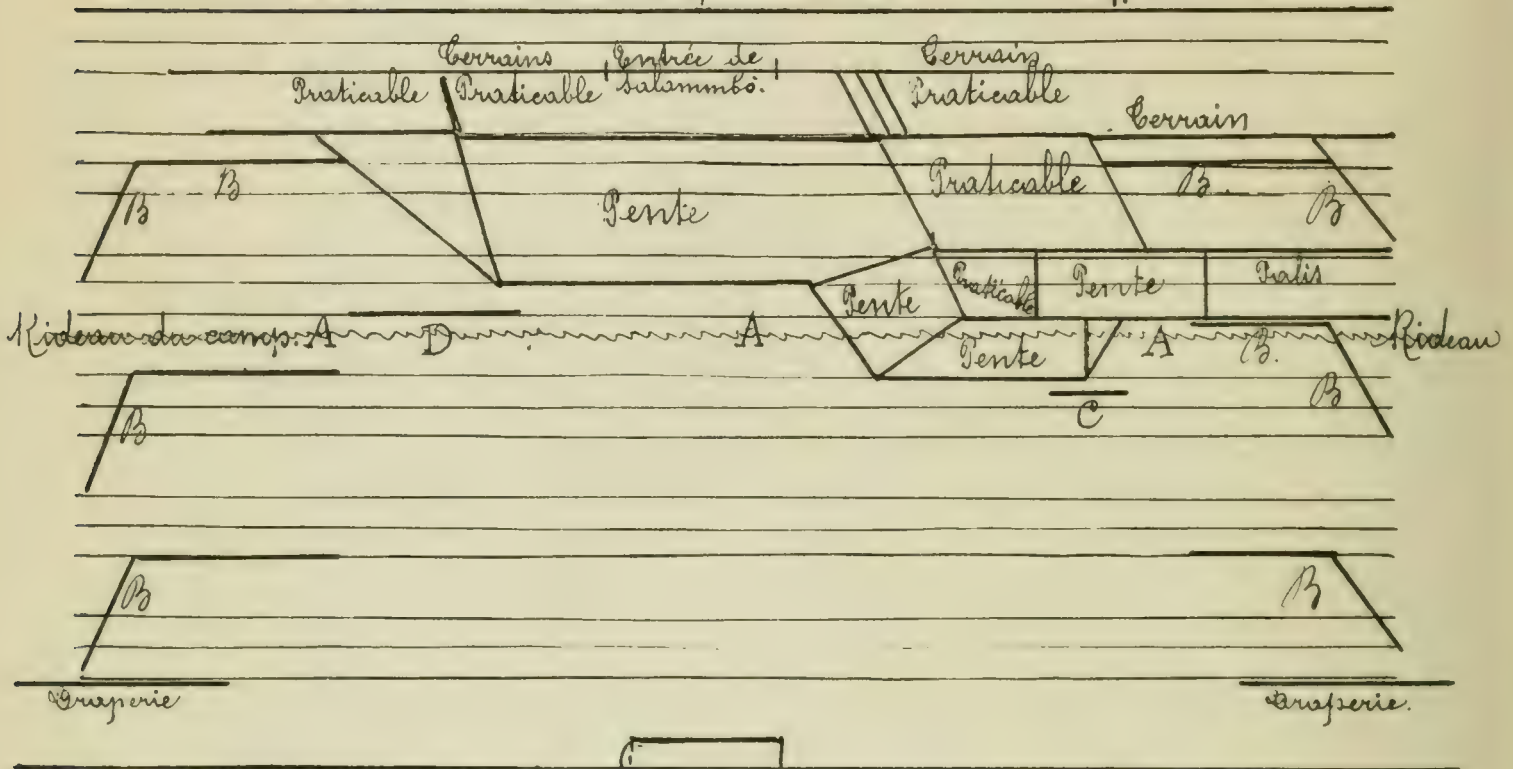 Terrains
Entrée de
Terrain
Praticable
Praticable
Salammbô.
Praticable
Terrain
B
B
Pente
Praticable
B.
B
Pente
Praticable
Pente
Talis
Rideau du camp. A
D
A
Pente
A
B.
Rideau
B
B
C
B
B
Draperie
Draperie.